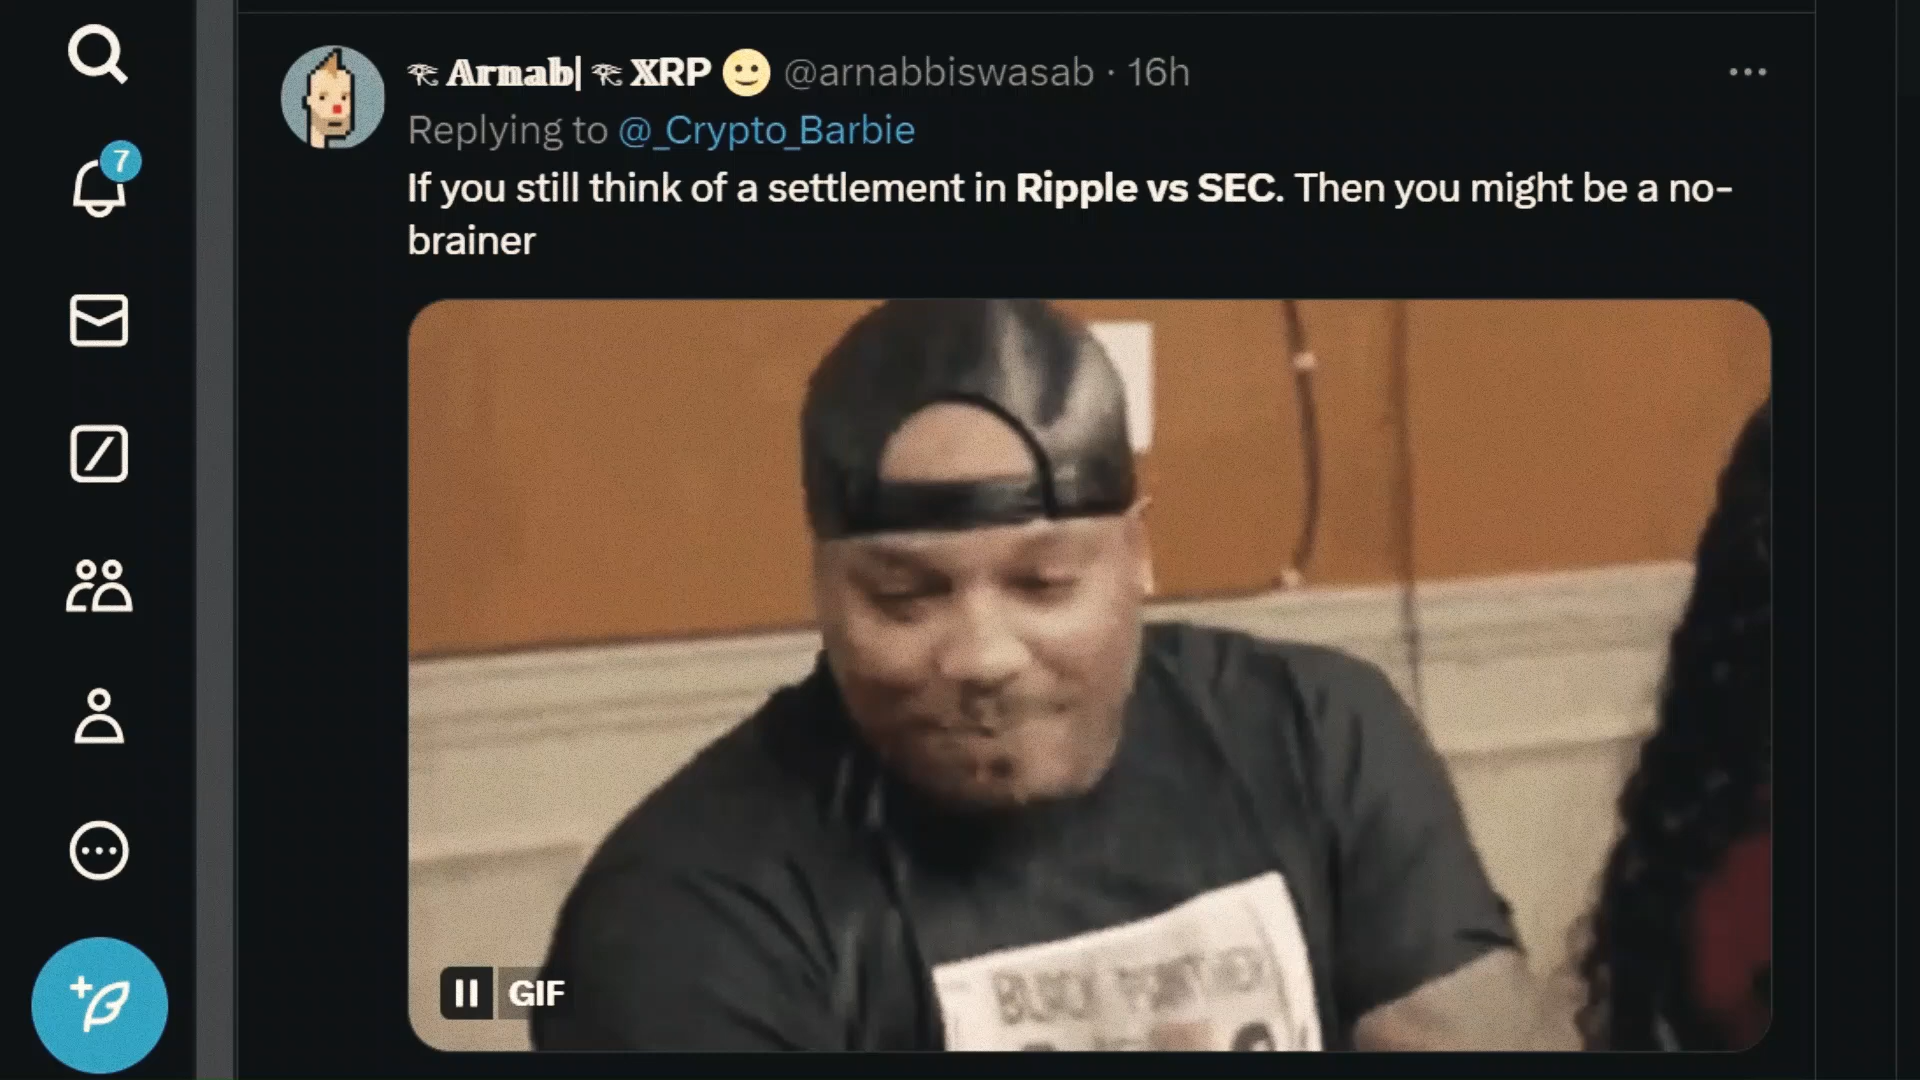 7
𓂀 𝔸𝕣𝕟𝕒𝕓| 𓂀 𝕏RP 🙂 @arnabbiswasab · 16h
Replying to @_Crypto_Barbie
If you still think of a settlement in Ripple vs SEC. Then you might be a no-
brainer
GIF